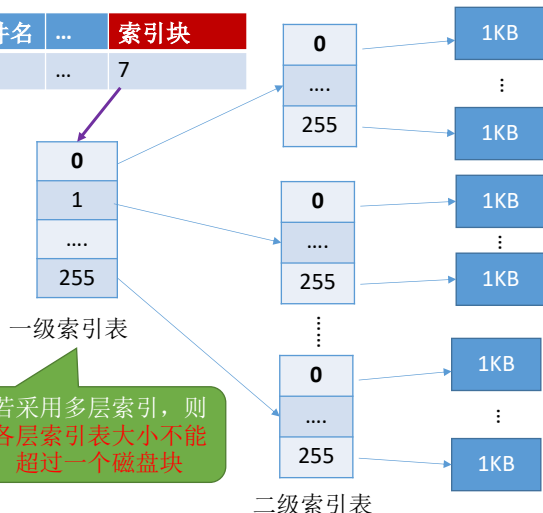 件名 … 索引块
… 7
0
1
....
255
一级索引表
若采用多层索引，则
各层索引表大小不能
超过一个磁盘块
0
....
255
0
....
255
......
0
....
255
二级索引表
1KB
...
1KB
1KB
...
1KB
1KB
...
1KB